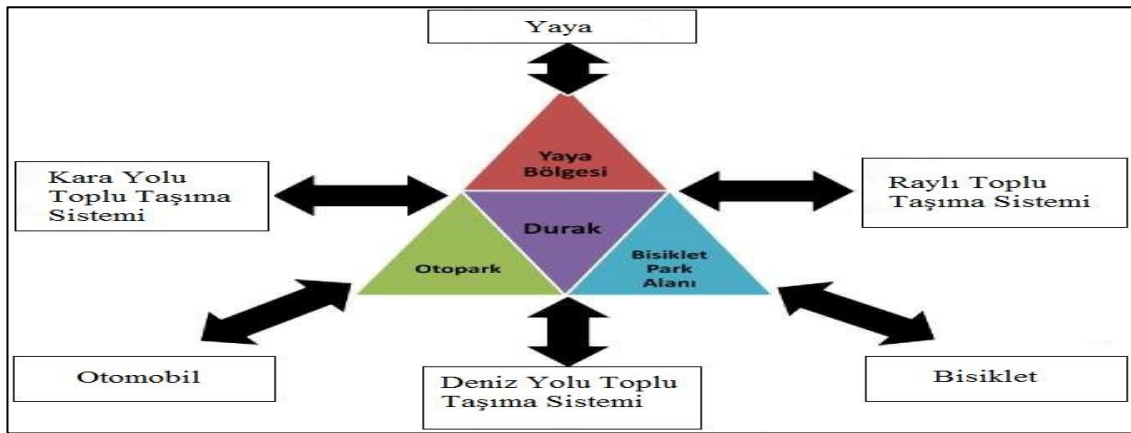 Yaya
Yaya
Bölgesi
Kara Yolu
Toplu Taşıma
Sistemi
Raylı Toplu
Taşıma Sistemi
Durak
Otopark
Bisiklet
Park
Alanı
Otomobil
Deniz Yolu Toplu
Taşıma Sistemi
Bisiklet